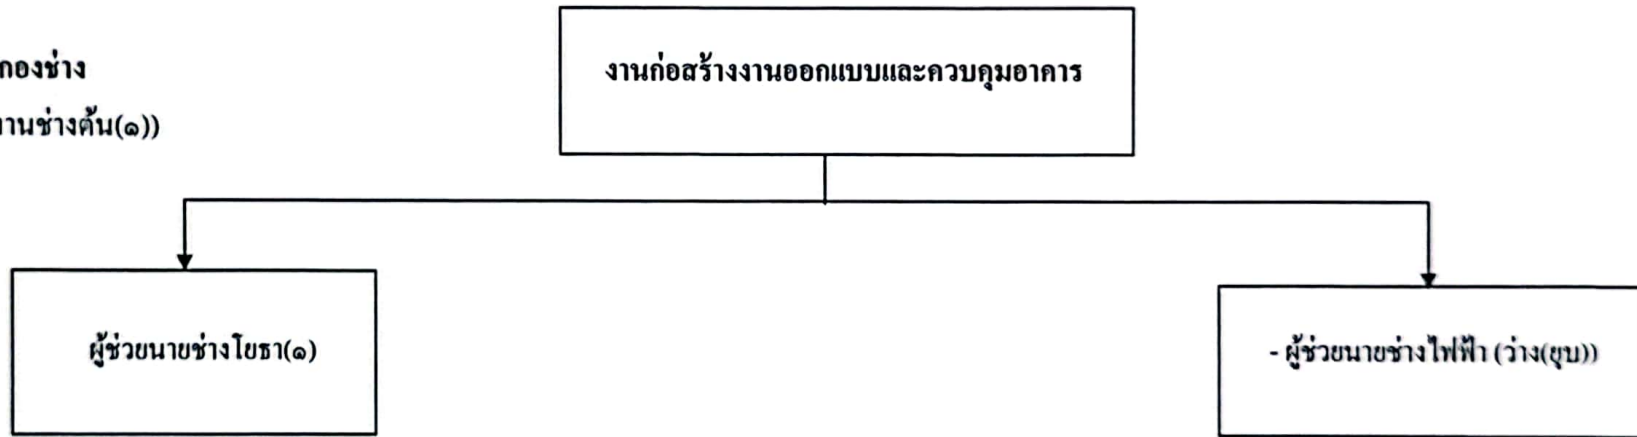 กองช่าง
งานก่อสร้างงานออกแบบและควบคุมอาคาร
านช่างต้น(๑))
ผู้ช่วยนายช่างโยธา(๑)
- ผู้ช่วยนายช่างไฟฟ้า (ว่าง(ยุบ))